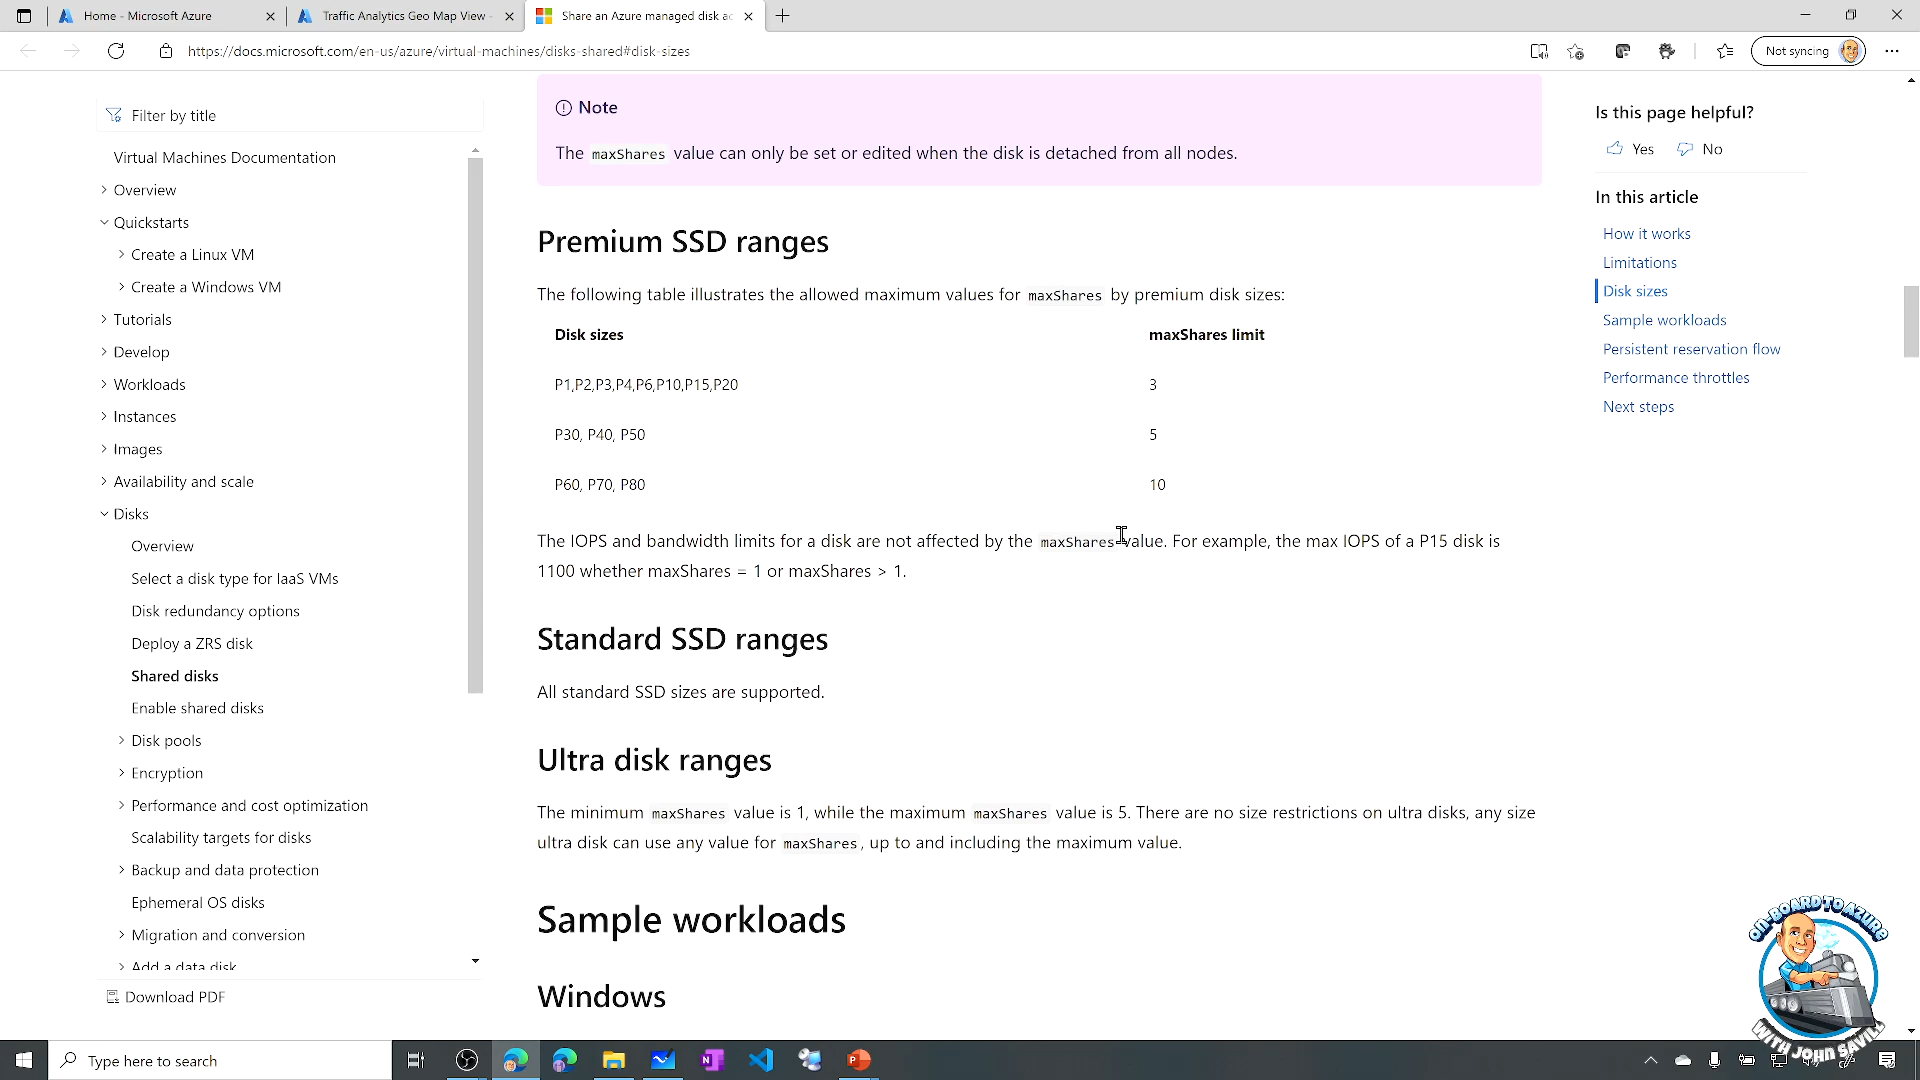 Home - Microsoft Azure
Traffic Analytics Geo Map View -
Share an Azure managed disk ac
https://docs.microsoft.com/en-us/azure/virtual-machines/disks-shared#disk-sizes
Not syncing
Filter by title
Virtual Machines Documentation
Overview
Quickstarts
Create a Linux VM
Create a Windows VM
Tutorials
Develop
Workloads
Instances
Images
Availability and scale
Disks
Overview
Select a disk type for IaaS VMs
Disk redundancy options
Deploy a ZRS disk
Shared disks
Enable shared disks
Disk pools
Encryption
Performance and cost optimization
Scalability targets for disks
Backup and data protection
Ephemeral OS disks
Migration and conversion
Add a data disk
Download PDF
Note
The maxShares value can only be set or edited when the disk is detached from all nodes.
Premium SSD ranges
The following table illustrates the allowed maximum values for maxShares by premium disk sizes:
Disk sizes maxShares limit
P1,P2,P3,P4,P6,P10,P15,P20 3
P30, P40, P50 5
P60, P70, P80 10
The IOPS and bandwidth limits for a disk are not affected by the maxShares value. For example, the max IOPS of a P15 disk is
1100 whether maxShares = 1 or maxShares > 1.
Standard SSD ranges
All standard SSD sizes are supported.
Ultra disk ranges
The minimum maxShares value is 1, while the maximum maxShares value is 5. There are no size restrictions on ultra disks, any size
ultra disk can use any value for maxShares, up to and including the maximum value.
Sample workloads
Windows
Is this page helpful?
Yes No
In this article
How it works
Limitations
Disk sizes
Sample workloads
Persistent reservation flow
Performance throttles
Next steps
ON-BOARD TO AZURE
WITH JOHN SAVILL
Type here to search